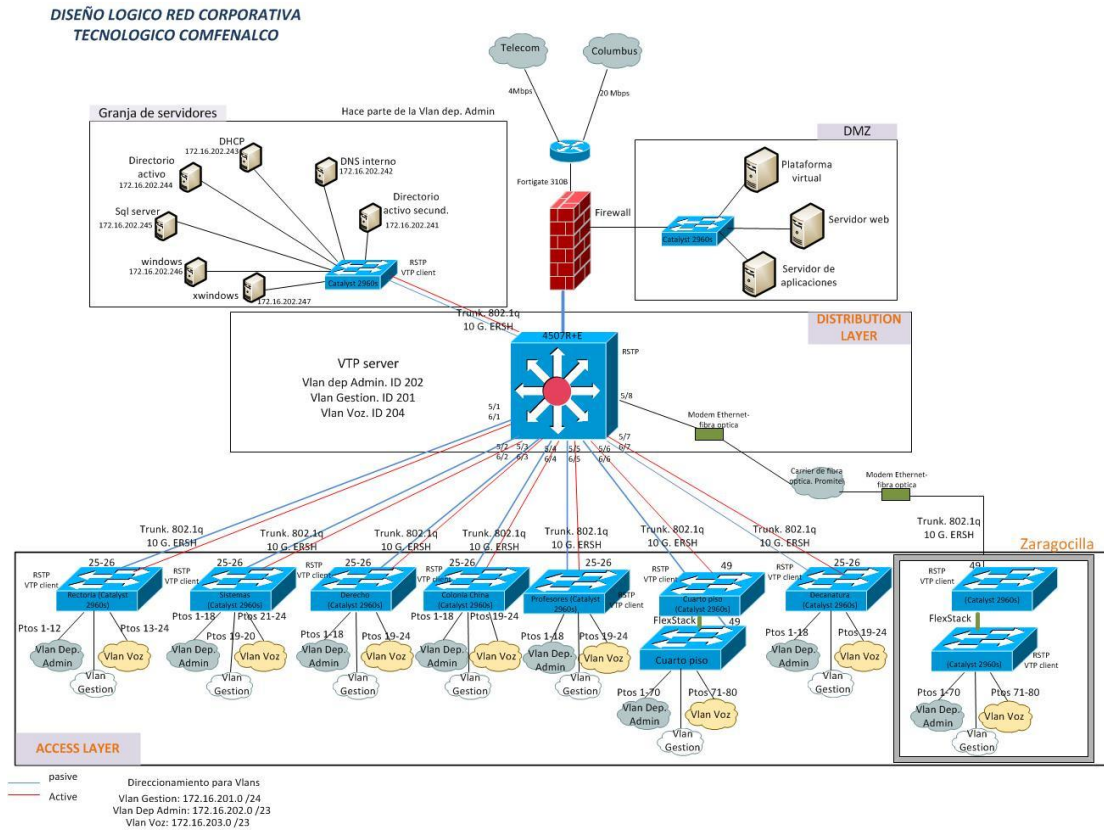 DISEÑO LOGICO RED CORPORATIVA
TECNOLOGICO COMFENALCO
Telecom
Columbus
4Mbps
20 Mbps
Granja de servidores
Hace parte de la Vlan dep. Admin
DHCP
172.16.202.243
Directorio
activo
172.16.202.244
DNS interno
172.16.202.242
Directorio
activo secund.
172.16.202.241
Sql server
172.16.202.245
windows
172.16.202.246
xwindows
172.16.202.247
RSTP
VTP client
Catalyst 2960s
Fortigate 310B
Firewall
DMZ
Plataforma
virtual
Servidor web
Catalyst 2960s
Servidor de
aplicaciones
Trunk. 802.1q
10 G. ERSH
DISTRIBUTION
LAYER
4507R+E
RSTP
VTP server
Vlan dep Admin. ID 202
Vlan Gestion. ID 201
Vlan Voz. ID 204
5/1
6/1
5/2
6/2
5/3
6/3
5/4
6/4
5/5
6/5
5/6
6/6
5/7
6/7
5/8
Modem Ethernet-
fibra optica
Carrier de fibra
optica. Promitel
Modem Ethernet-
fibra optica
Trunk. 802.1q
10 G. ERSH
Trunk. 802.1q
10 G. ERSH
Trunk. 802.1q
10 G. ERSH
Trunk. 802.1q
10 G. ERSH
Trunk. 802.1q
10 G. ERSH
Trunk. 802.1q
10 G. ERSH
Trunk. 802.1q
10 G. ERSH
Trunk. 802.1q
10 G. ERSH
Zaragocilla
25-26
RSTP
VTP client
Rectoria (Catalyst
2960s)
Ptos 1-12
Ptos 13-24
Vlan Dep.
Admin
Vlan Voz
Vlan
Gestion
25-26
RSTP
VTP client
Sistemas
(Catalyst 2960s)
Ptos 1-18
Ptos 21-24
Ptos 19-20
Vlan Dep.
Admin
Vlan Voz
Vlan
Gestion
25-26
RSTP
VTP client
Derecho
(Catalyst 2960s)
Ptos 1-18
Ptos 19-24
Vlan Dep.
Admin
Vlan Voz
Vlan
Gestion
25-26
RSTP
VTP client
Colonia China
(Catalyst 2960s)
Ptos 1-18
Ptos 19-24
Vlan Dep.
Admin
Vlan Voz
Vlan
Gestion
25-26
Profesores (Catalyst
2960s)
RSTP
VTP client
Ptos 1-18
Ptos 19-24
Vlan Dep.
Admin
Vlan Voz
Vlan
Gestion
49
Cuarto piso
(Catalyst 2960s)
FlexStack
49
Cuarto piso
Ptos 1-70
Ptos 71-80
Vlan Dep.
Admin
Vlan Voz
Vlan
Gestion
25-26
RSTP
VTP client
Decanatura
(Catalyst 2960s)
Ptos 1-18
Ptos 19-24
Vlan Dep.
Admin
Vlan Voz
Vlan
Gestion
49
RSTP
VTP client
(Catalyst 2960s)
FlexStack
RSTP
VTP client
(Catalyst 2960s)
Ptos 1-70
Ptos 71-80
Vlan Dep.
Admin
Vlan Voz
Vlan
Gestion
ACCESS LAYER
pasive
Active
Direccionamiento para Vlans
Vlan Gestion: 172.16.201.0 /24
Vlan Dep Admin: 172.16.202.0 /23
Vlan Voz: 172.16.203.0 /23